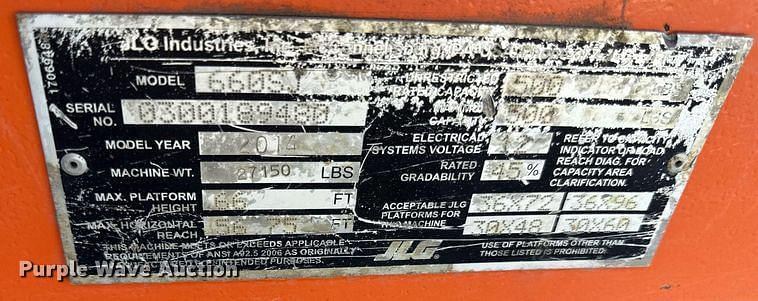 JLG Industries, Inc.
1706948
MODEL 660SJ
SERIAL NO.
MODEL YEAR 2014
MACHINE WT. 27150 LBS
MAX. PLATFORM HEIGHT 66 FT
MAX. HORIZONTAL REACH FT
THIS MACHINE MEETS OR EXCEEDS APPLICABLE
REQUIREMENTS OF ANSI A92.5 2006 AS ORIGINALLY
INTENDED PURPOSES.
UNRESTRICTED RATED CAPACITY 500 LBS
CAPACITY 500 LBS
ELECTRICAL SYSTEMS VOLTAGE
RATED GRADABILITY 45%
REFER TO CAPACITY
INDICATOR OR LOAD
REACH DIAG. FOR
CAPACITY AREA
CLARIFICATION.
ACCEPTABLE JLG PLATFORMS FOR MACHINE
36X72 36X96
30X48 30X60
JLG
USE OF PLATFORMS OTHER THAN
THOSE LISTED IS PROHIBITED.
Purple Wave Auction